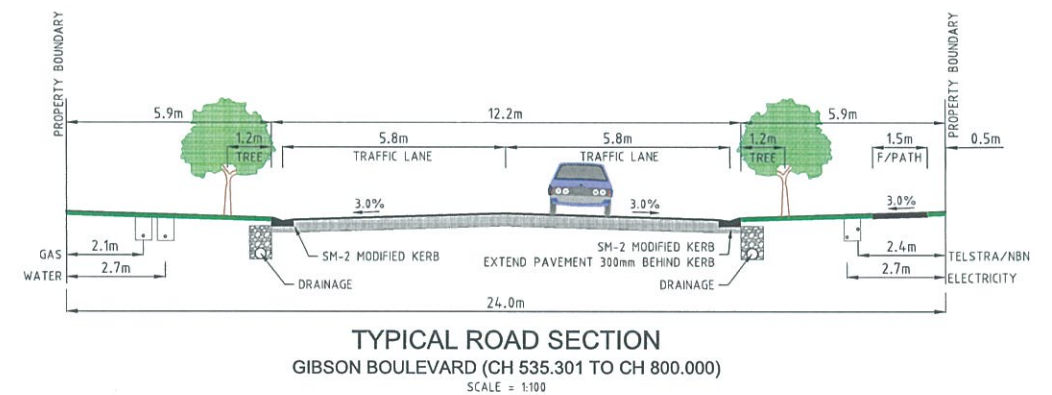 PROPERTY BOUNDARY
PROPERTY BOUNDARY
5.9m
12.2m
5.9m
1.2m
TREE
5.8m
TRAFFIC LANE
5.8m
TRAFFIC LANE
1.2m
TREE
1.5m
F/PATH
0.5m
3.0%
3.0%
3.0%
GAS
2.1m
WATER
2.7m
SM-2 MODIFIED KERB
DRAINAGE
SM-2 MODIFIED KERB
EXTEND PAVEMENT 300mm BEHIND KERB
DRAINAGE
2.4m
TELSTRA/NBN
2.7m
ELECTRICITY
24.0m
TYPICAL ROAD SECTION
GIBSON BOULEVARD (CH 535.301 TO CH 800.000)
SCALE = 1:100